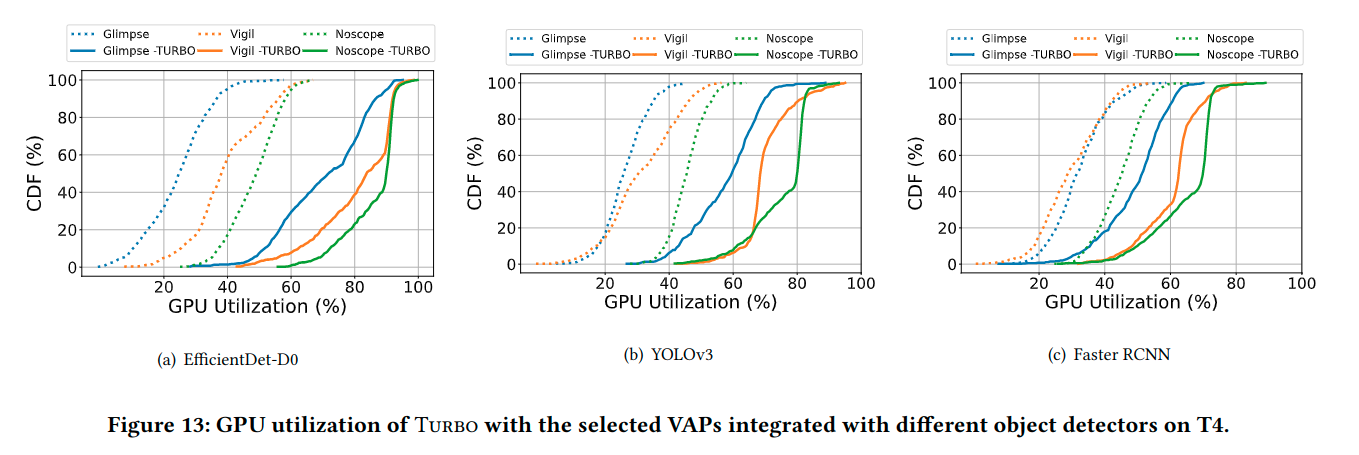 Glimpse Vigil Noscope
Glimpse -TURBO Vigil -TURBO Noscope -TURBO
100
80
60
40
20
0
CDF (%)
20 40 60 80 100
GPU Utilization (%)
(a) EfficientDet-D0
Glimpse Vigil Noscope
Glimpse -TURBO Vigil -TURBO Noscope -TURBO
100
80
60
40
20
0
CDF (%)
20 40 60 80 100
GPU Utilization (%)
(b) YOLOv3
Glimpse Vigil Noscope
Glimpse -TURBO Vigil -TURBO Noscope -TURBO
100
80
60
40
20
0
CDF (%)
20 40 60 80 100
GPU Utilization (%)
(c) Faster RCNN
Figure 13: GPU utilization of TURBO with the selected VAPs integrated with different object detectors on T4.